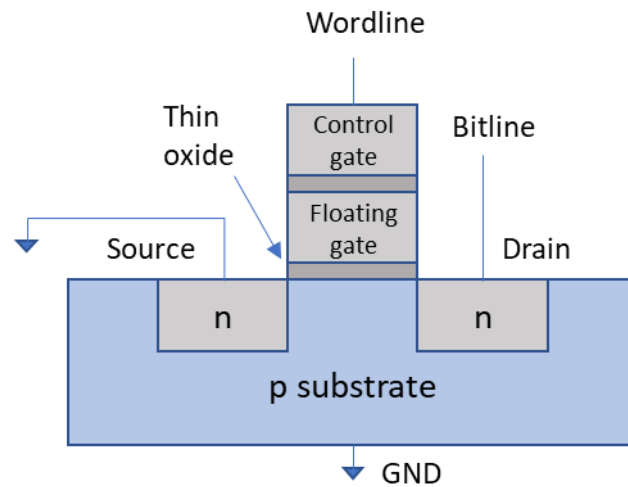 Wordline
Thin
oxide
Control
gate
Bitline
Floating
gate
Source
Drain
n
n
p substrate
GND